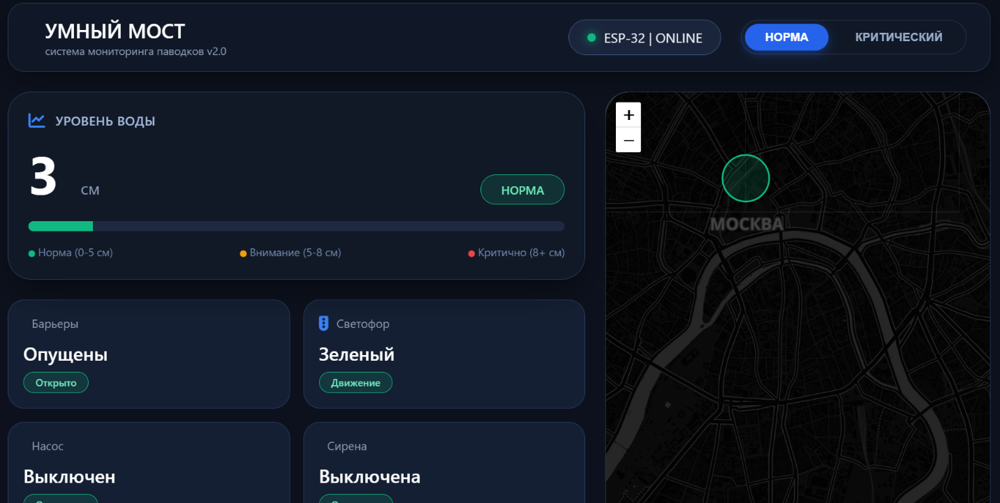 УМНЫЙ МОСТ
система мониторинга паводков v2.0
ESP-32 | ONLINE
НОРМА
КРИТИЧЕСКИЙ
УРОВЕНЬ ВОДЫ
3 СМ
НОРМА
Норма (0-5 см)
Внимание (5-8 см)
Критично (8+ см)
Барьеры
Опущены
Открыто
Светофор
Зеленый
Движение
Насос
Выключен
Сирена
Выключена
+
−
МОСКВА